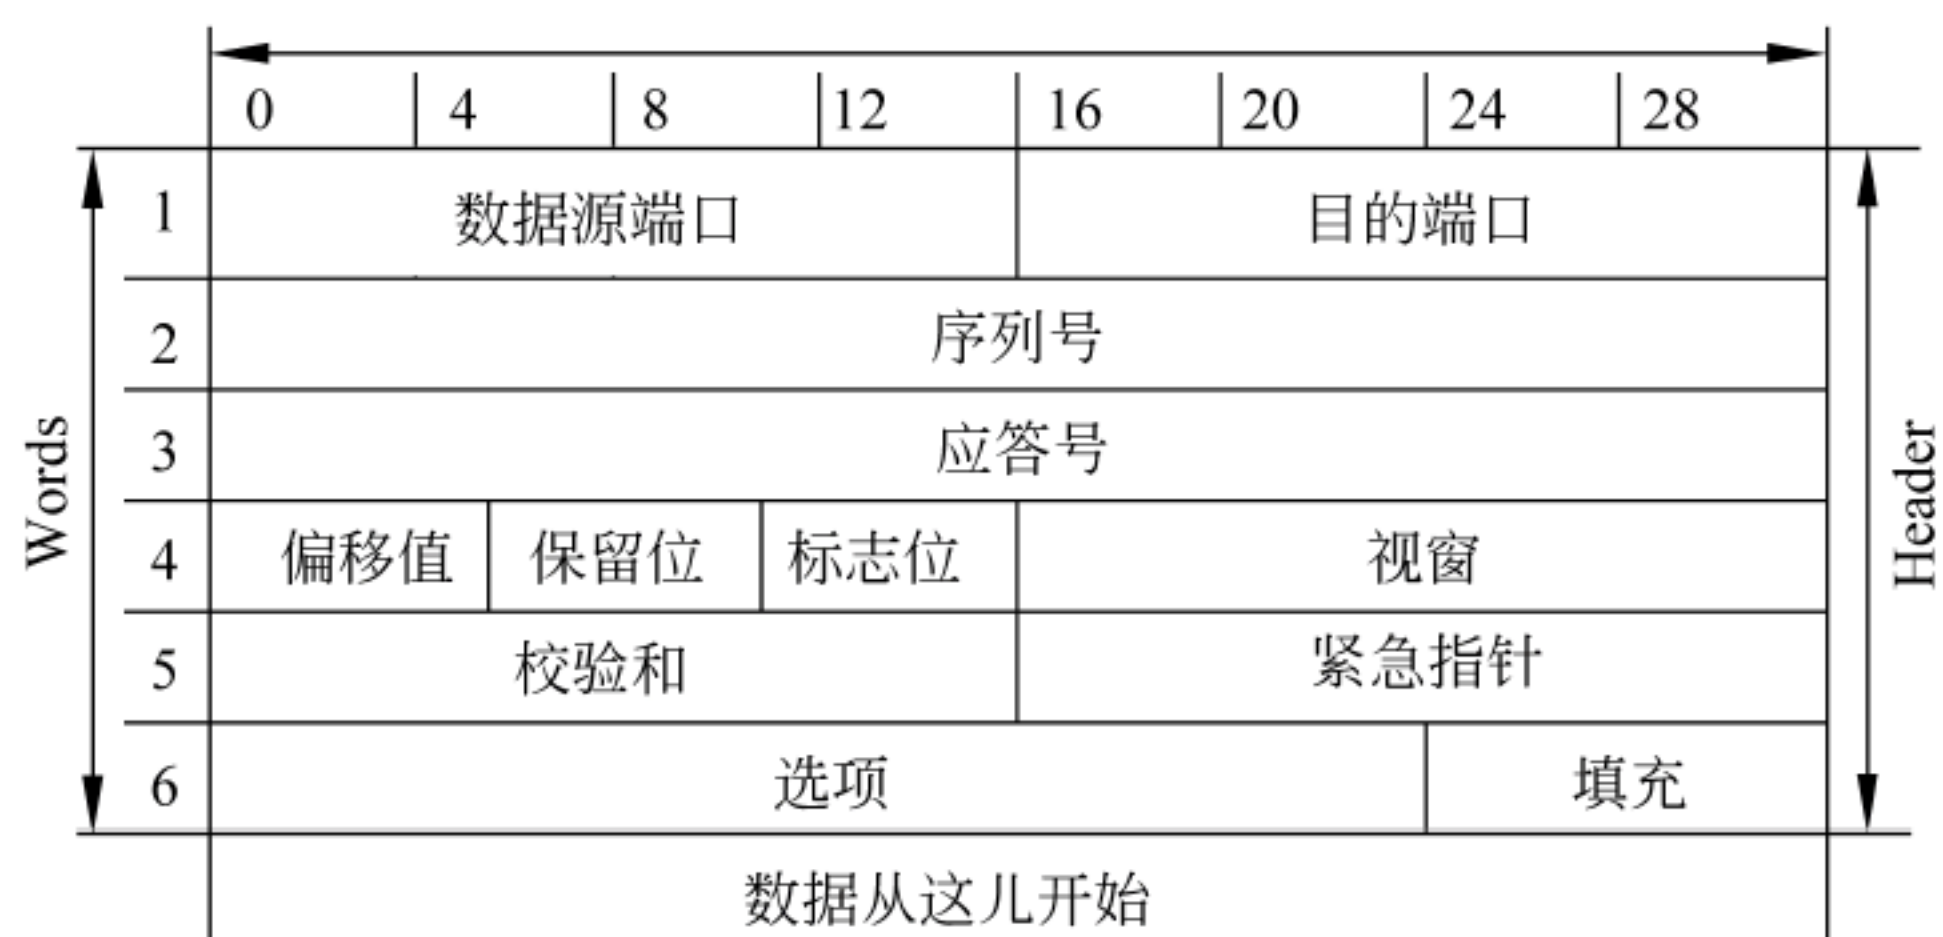 0 4 8 12 16 20 24 28
1 数据源端口 目的端口
2 序列号
3 应答号
4 偏移值 保留位 标志位 视窗
5 校验和 紧急指针
6 选项 填充
数据从这儿开始
Words
Header